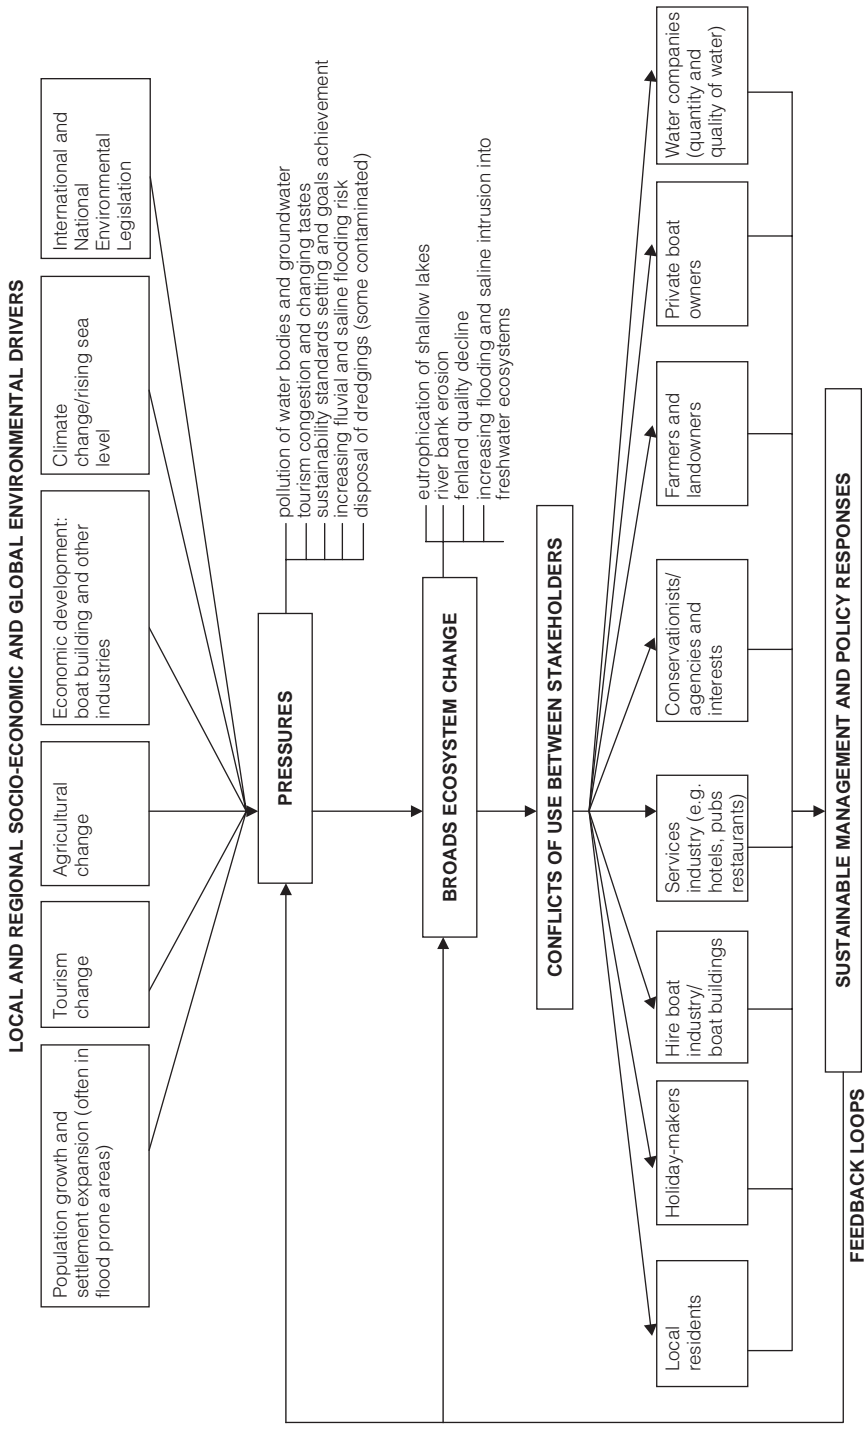 LOCAL AND REGIONAL SOCIO-ECONOMIC AND GLOBAL ENVIRONMENTAL DRIVERS
Population growth and
settlement expansion (often in
flood prone areas)
Tourism
change
Agricultural
change
Economic development:
boat building and other
industries
Climate
change/rising sea
level
International and
National
Environmental
Legislation
PRESSURES
pollution of water bodies and groundwater
tourism congestion and changing tastes
sustainability standards setting and goals achievement
increasing fluvial and saline flooding risk
disposal of dredgings (some contaminated)
BROADS ECOSYSTEM CHANGE
eutrophication of shallow lakes
river bank erosion
fenland quality decline
increasing flooding and saline intrusion into
freshwater ecosystems
CONFLICTS OF USE BETWEEN STAKEHOLDERS
Local
residents
Holiday-makers
Hire boat
industry/
boat buildings
Services
industry (e.g.
hotels, pubs
restaurants)
Conservationists/
agencies and
interests
Farmers and
landowners
Private boat
owners
Water companies
(quantity and
quality of water)
SUSTAINABLE MANAGEMENT AND POLICY RESPONSES
FEEDBACK LOOPS